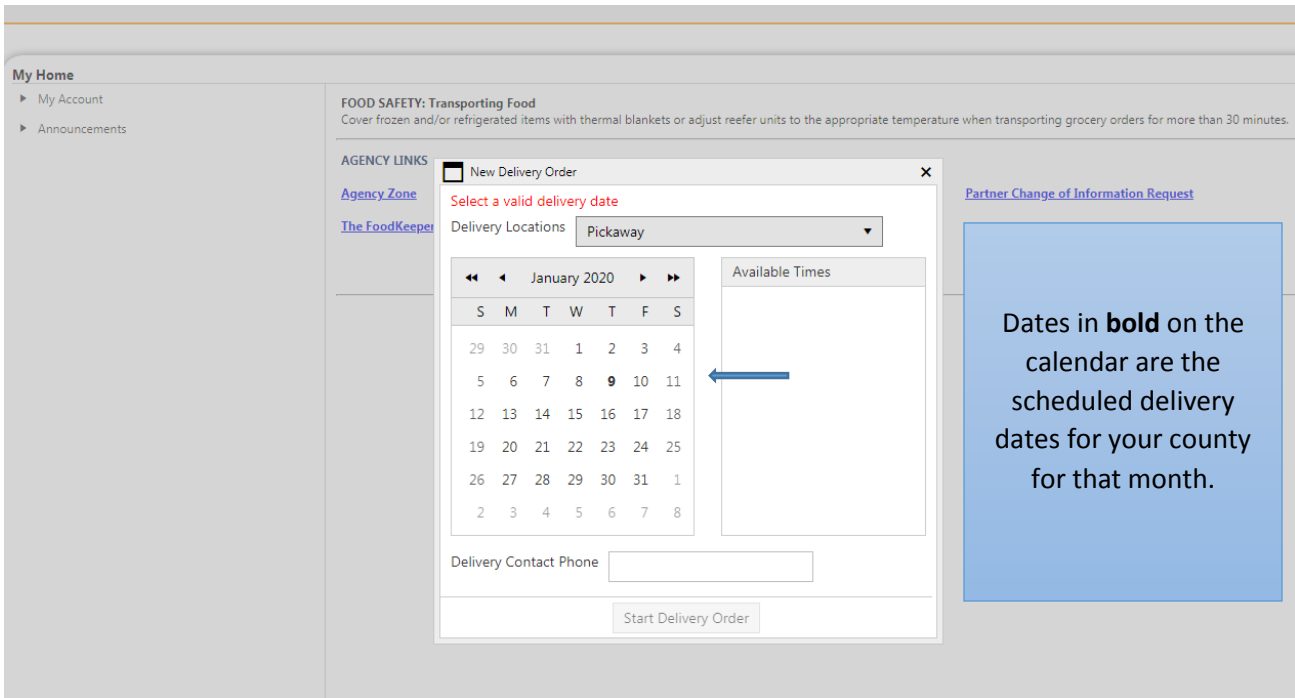 My Home
My Account
Announcements
FOOD SAFETY: Transporting Food
Cover frozen and/or refrigerated items with thermal blankets or adjust reefer units to the appropriate temperature when transporting grocery orders for more than 30 minutes.
AGENCY LINKS
Agency Zone
Partner Change of Information Request
The FoodKeeper
New Delivery Order
Select a valid delivery date
Delivery Locations Pickaway
January 2020
S M T W T F S
29 30 31 1 2 3 4
5 6 7 8 9 10 11
12 13 14 15 16 17 18
19 20 21 22 23 24 25
26 27 28 29 30 31 1
2 3 4 5 6 7 8
Available Times
Delivery Contact Phone
Start Delivery Order
Dates in bold on the
calendar are the
scheduled delivery
dates for your county
for that month.